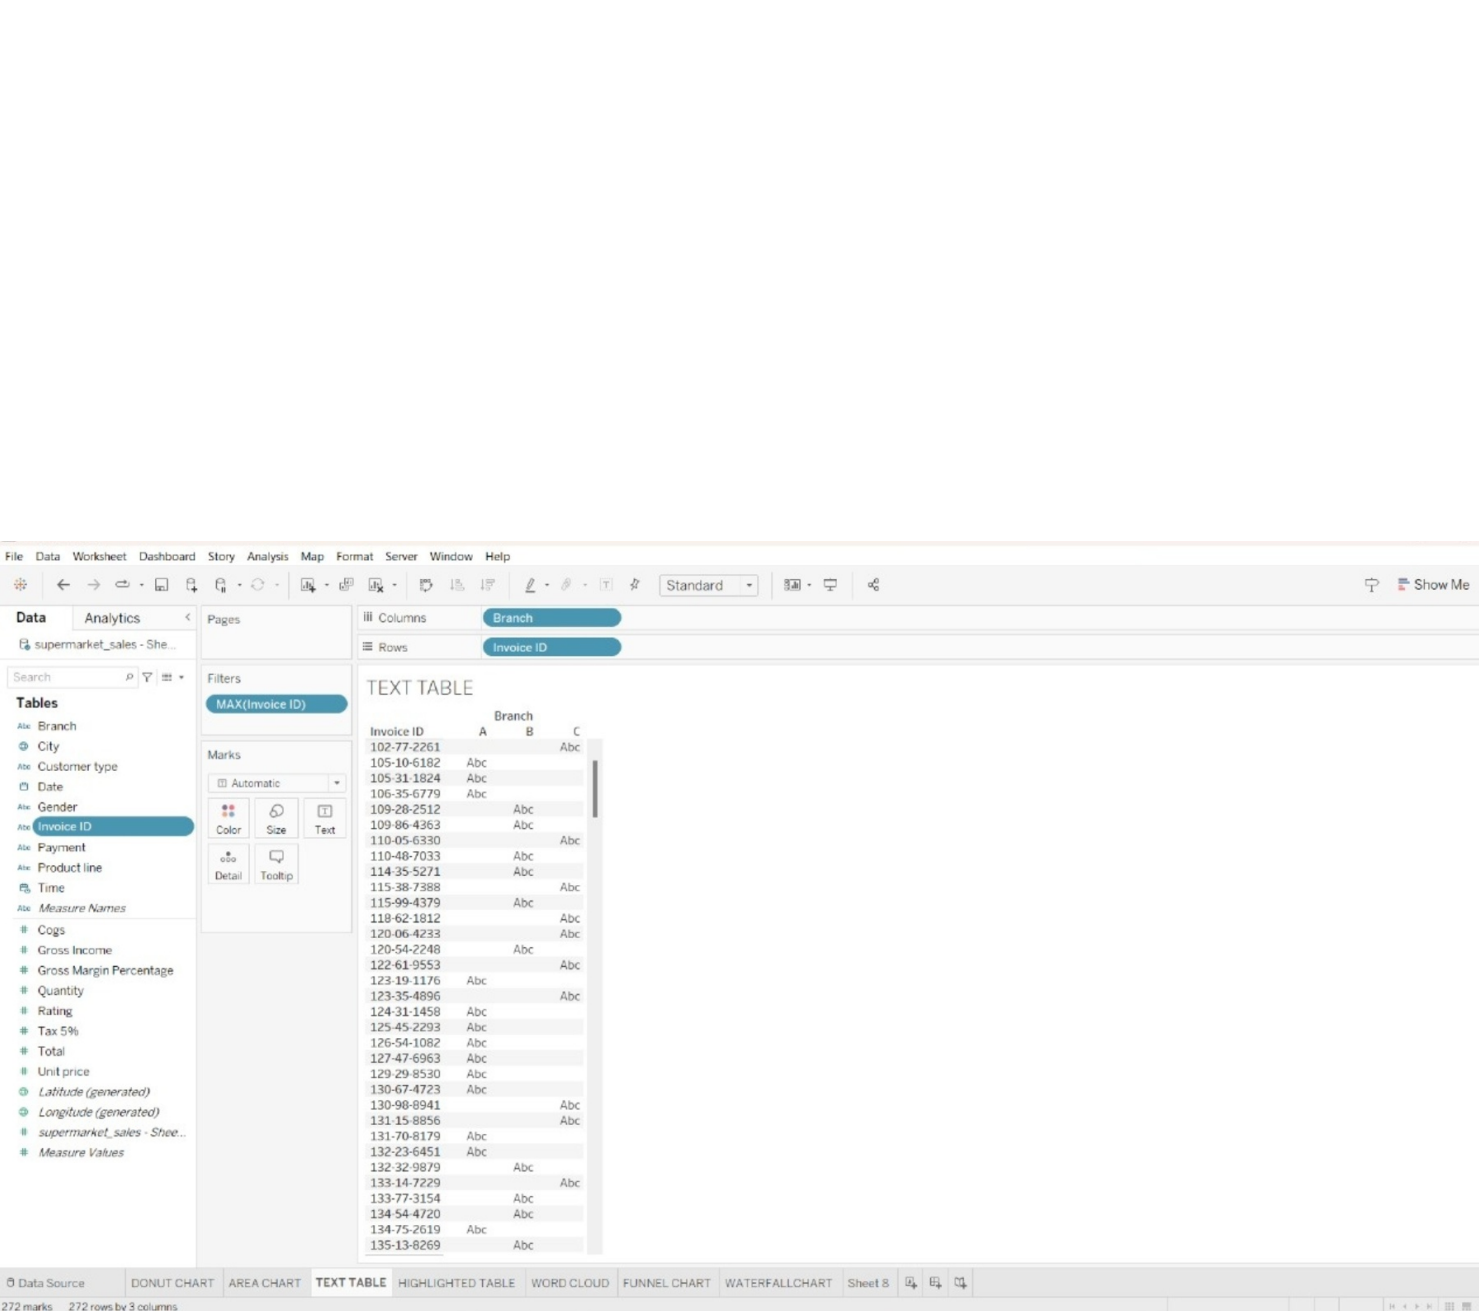 File Data Worksheet Dashboard Story Analysis Map Format Server Window Help
Standard
Show Me
Data Analytics
supermarket_sales - She...
Search
Tables
Abc Branch
City
Abc Customer type
Date
Abc Gender
Abc Invoice ID
Abc Payment
Abc Product line
Time
Abc Measure Names
# Cogs
# Gross Income
# Gross Margin Percentage
# Quantity
# Rating
# Tax 5%
# Total
# Unit price
Latitude (generated)
Longitude (generated)
# supermarket_sales - Shee...
# Measure Values
Pages
Filters
MAX(Invoice ID)
Marks
Automatic
Color Size Text
Detail Tooltip
Columns Branch
Rows Invoice ID
TEXT TABLE
Branch
Invoice ID A B C
102-77-2261 Abc
105-10-6182 Abc
105-31-1824 Abc
106-35-6779 Abc
109-28-2512 Abc
109-86-4363 Abc
110-05-6330 Abc
110-48-7033 Abc
114-35-5271 Abc
115-38-7388 Abc
115-99-4379 Abc
118-62-1812 Abc
120-06-4233 Abc
120-54-2248 Abc
122-61-9553 Abc
123-19-1176 Abc
123-35-4896 Abc
124-31-1458 Abc
125-45-2293 Abc
126-54-1082 Abc
127-47-6963 Abc
129-29-8530 Abc
130-67-4723 Abc
130-98-8941 Abc
131-15-8856 Abc
131-70-8179 Abc
132-23-6451 Abc
132-32-9879 Abc
133-14-7229 Abc
133-77-3154 Abc
134-54-4720 Abc
134-75-2619 Abc
135-13-8269 Abc
Data Source DONUT CHART AREA CHART TEXT TABLE HIGHLIGHTED TABLE WORD CLOUD FUNNEL CHART WATERFALLCHART Sheet 8
272 marks 272 rows by 3 columns